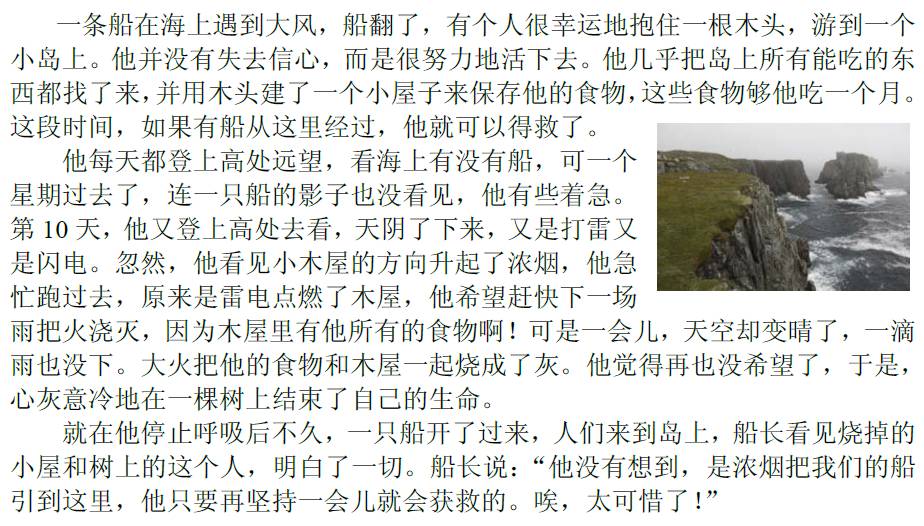 一条船在海上遇到大风，船翻了，有个人很幸运地抱住一根木头，游到一个
小岛上。他并没有失去信心，而是很努力地活下去。他几乎把岛上所有能吃的东
西都找了来，并用木头建了一个小屋子来保存他的食物，这些食物够他吃一个月。
这段时间，如果有船从这里经过，他就可以得救了。
他每天都登上高处远望，看海上有没有船，可一个
星期过去了，连一只船的影子也没看见，他有些着急。
第 10 天，他又登上高处去看，天阴了下来，又是打雷又
是闪电。忽然，他看见小木屋的方向升起了浓烟，他急
忙跑过去，原来是雷电点燃了木屋，他希望赶快下一场
雨把火浇灭，因为木屋里有他所有的食物啊！可是一会儿，天空却变晴了，一滴
雨也没下。大火把他的食物和木屋一起烧成了灰。他觉得再也没希望了，于是，
心灰意冷地在一棵树上结束了自己的生命。
就在他停止呼吸后不久，一只船开了过来，人们来到岛上，船长看见烧掉的
小屋和树上的这个人，明白了一切。船长说：“他没有想到，是浓烟把我们的船
引到这里，他只要再坚持一会儿就会获救的。唉，太可惜了！”